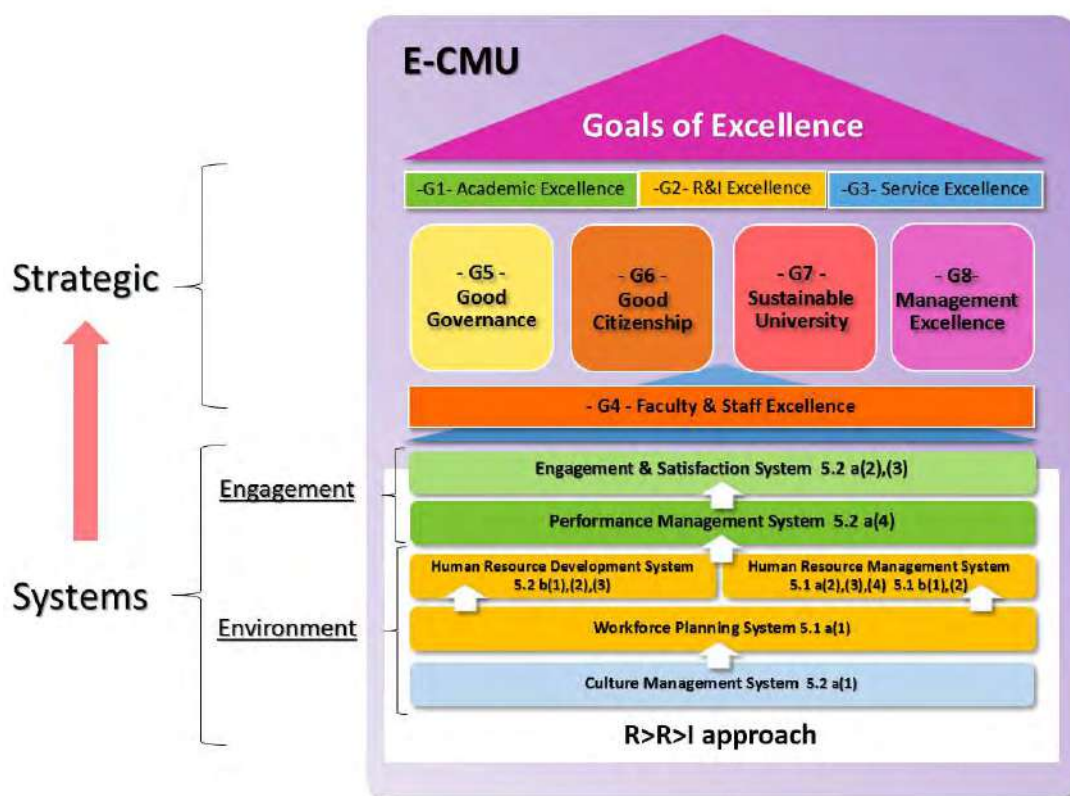 E-CMU
Goals of Excellence
-G1- Academic Excellence
-G2- R&I Excellence
-G3- Service Excellence
Strategic
- G5 -
Good
Governance
- G6 -
Good
Citizenship
- G7 -
Sustainable
University
- G8-
Management
Excellence
- G4 - Faculty & Staff Excellence
Engagement
Engagement & Satisfaction System 5.2 a(2),(3)
Performance Management System 5.2 a(4)
Systems
Environment
Human Resource Development System
5.2 b(1),(2),(3)
Human Resource Management System
5.1 a(2),(3),(4) 5.1 b(1),(2)
Workforce Planning System 5.1 a(1)
Culture Management System 5.2 a(1)
R>R>I approach